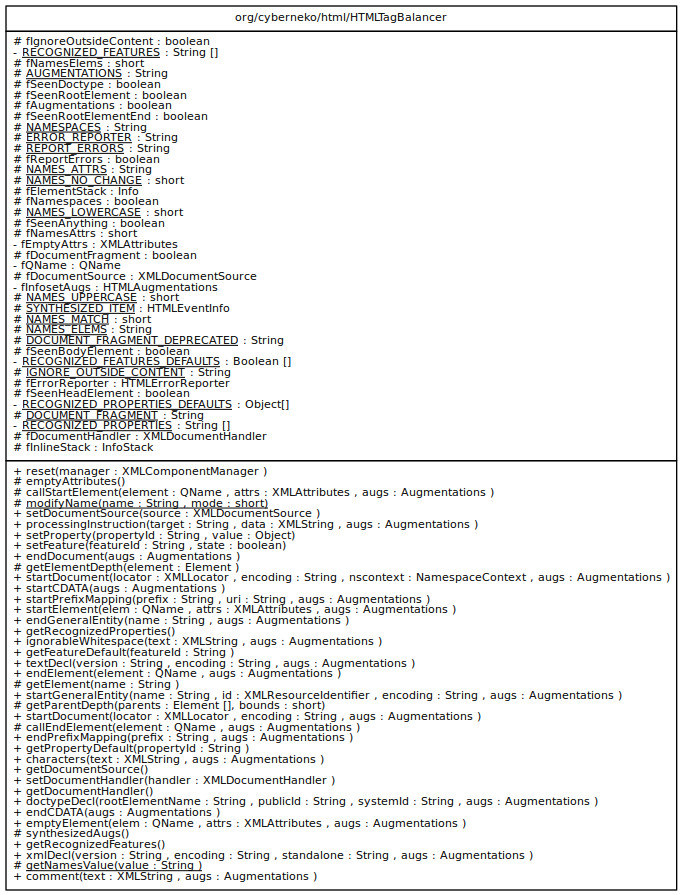 org/cyberneko/html/HTMLTagBalancer
# fIgnoreOutsideContent : boolean
- RECOGNIZED_FEATURES : String []
# fNamesElems : short
# AUGMENTATIONS : String
# fSeenDoctype : boolean
# fSeenRootElement : boolean
# fAugmentations : boolean
# fSeenRootElementEnd : boolean
# NAMESPACES : String
# ERROR_REPORTER : String
# REPORT_ERRORS : String
# fReportErrors : boolean
# NAMES_ATTRS : String
# NAMES_NO_CHANGE : short
# fElementStack : Info
# fNamespaces : boolean
# NAMES_LOWERCASE : short
# fSeenAnything : boolean
# fNamesAttrs : short
- fEmptyAttrs : XMLAttributes
# fDocumentFragment : boolean
- fQName : QName
# fDocumentSource : XMLDocumentSource
- fInfosetAugs : HTMLAugmentations
# NAMES_UPPERCASE : short
# SYNTHESIZED_ITEM : HTMLEventInfo
# NAMES_MATCH : short
# NAMES_ELEMS : String
# DOCUMENT_FRAGMENT_DEPRECATED : String
# fSeenBodyElement : boolean
- RECOGNIZED_FEATURES_DEFAULTS : Boolean []
# IGNORE_OUTSIDE_CONTENT : String
# fErrorReporter : HTMLErrorReporter
# fSeenHeadElement : boolean
- RECOGNIZED_PROPERTIES_DEFAULTS : Object[]
# DOCUMENT_FRAGMENT : String
- RECOGNIZED_PROPERTIES : String []
# fDocumentHandler : XMLDocumentHandler
# fInlineStack : InfoStack
+ reset(manager : XMLComponentManager )
# emptyAttributes()
# callStartElement(element : QName , attrs : XMLAttributes , augs : Augmentations )
# modifyName(name : String , mode : short)
+ setDocumentSource(source : XMLDocumentSource )
+ processingInstruction(target : String , data : XMLString , augs : Augmentations )
+ setProperty(propertyId : String , value : Object)
+ setFeature(featureId : String , state : boolean)
+ endDocument(augs : Augmentations )
# getElementDepth(element : Element )
+ startDocument(locator : XMLLocator , encoding : String , nscontext : NamespaceContext , augs : Augmentations )
+ startCDATA(augs : Augmentations )
+ startPrefixMapping(prefix : String , uri : String , augs : Augmentations )
+ startElement(elem : QName , attrs : XMLAttributes , augs : Augmentations )
+ endGeneralEntity(name : String , augs : Augmentations )
+ getRecognizedProperties()
+ ignorableWhitespace(text : XMLString , augs : Augmentations )
+ getFeatureDefault(featureId : String )
+ textDecl(version : String , encoding : String , augs : Augmentations )
+ endElement(element : QName , augs : Augmentations )
# getElement(name : String )
+ startGeneralEntity(name : String , id : XMLResourceIdentifier , encoding : String , augs : Augmentations )
# getParentDepth(parents : Element [], bounds : short)
+ startDocument(locator : XMLLocator , encoding : String , augs : Augmentations )
# callEndElement(element : QName , augs : Augmentations )
+ endPrefixMapping(prefix : String , augs : Augmentations )
+ getPropertyDefault(propertyId : String )
+ characters(text : XMLString , augs : Augmentations )
+ getDocumentSource()
+ setDocumentHandler(handler : XMLDocumentHandler )
+ getDocumentHandler()
+ doctypeDecl(rootElementName : String , publicId : String , systemId : String , augs : Augmentations )
+ endCDATA(augs : Augmentations )
+ emptyElement(elem : QName , attrs : XMLAttributes , augs : Augmentations )
# synthesizedAugs()
+ getRecognizedFeatures()
+ xmlDecl(version : String , encoding : String , standalone : String , augs : Augmentations )
# getNamesValue(value : String )
+ comment(text : XMLString , augs : Augmentations )